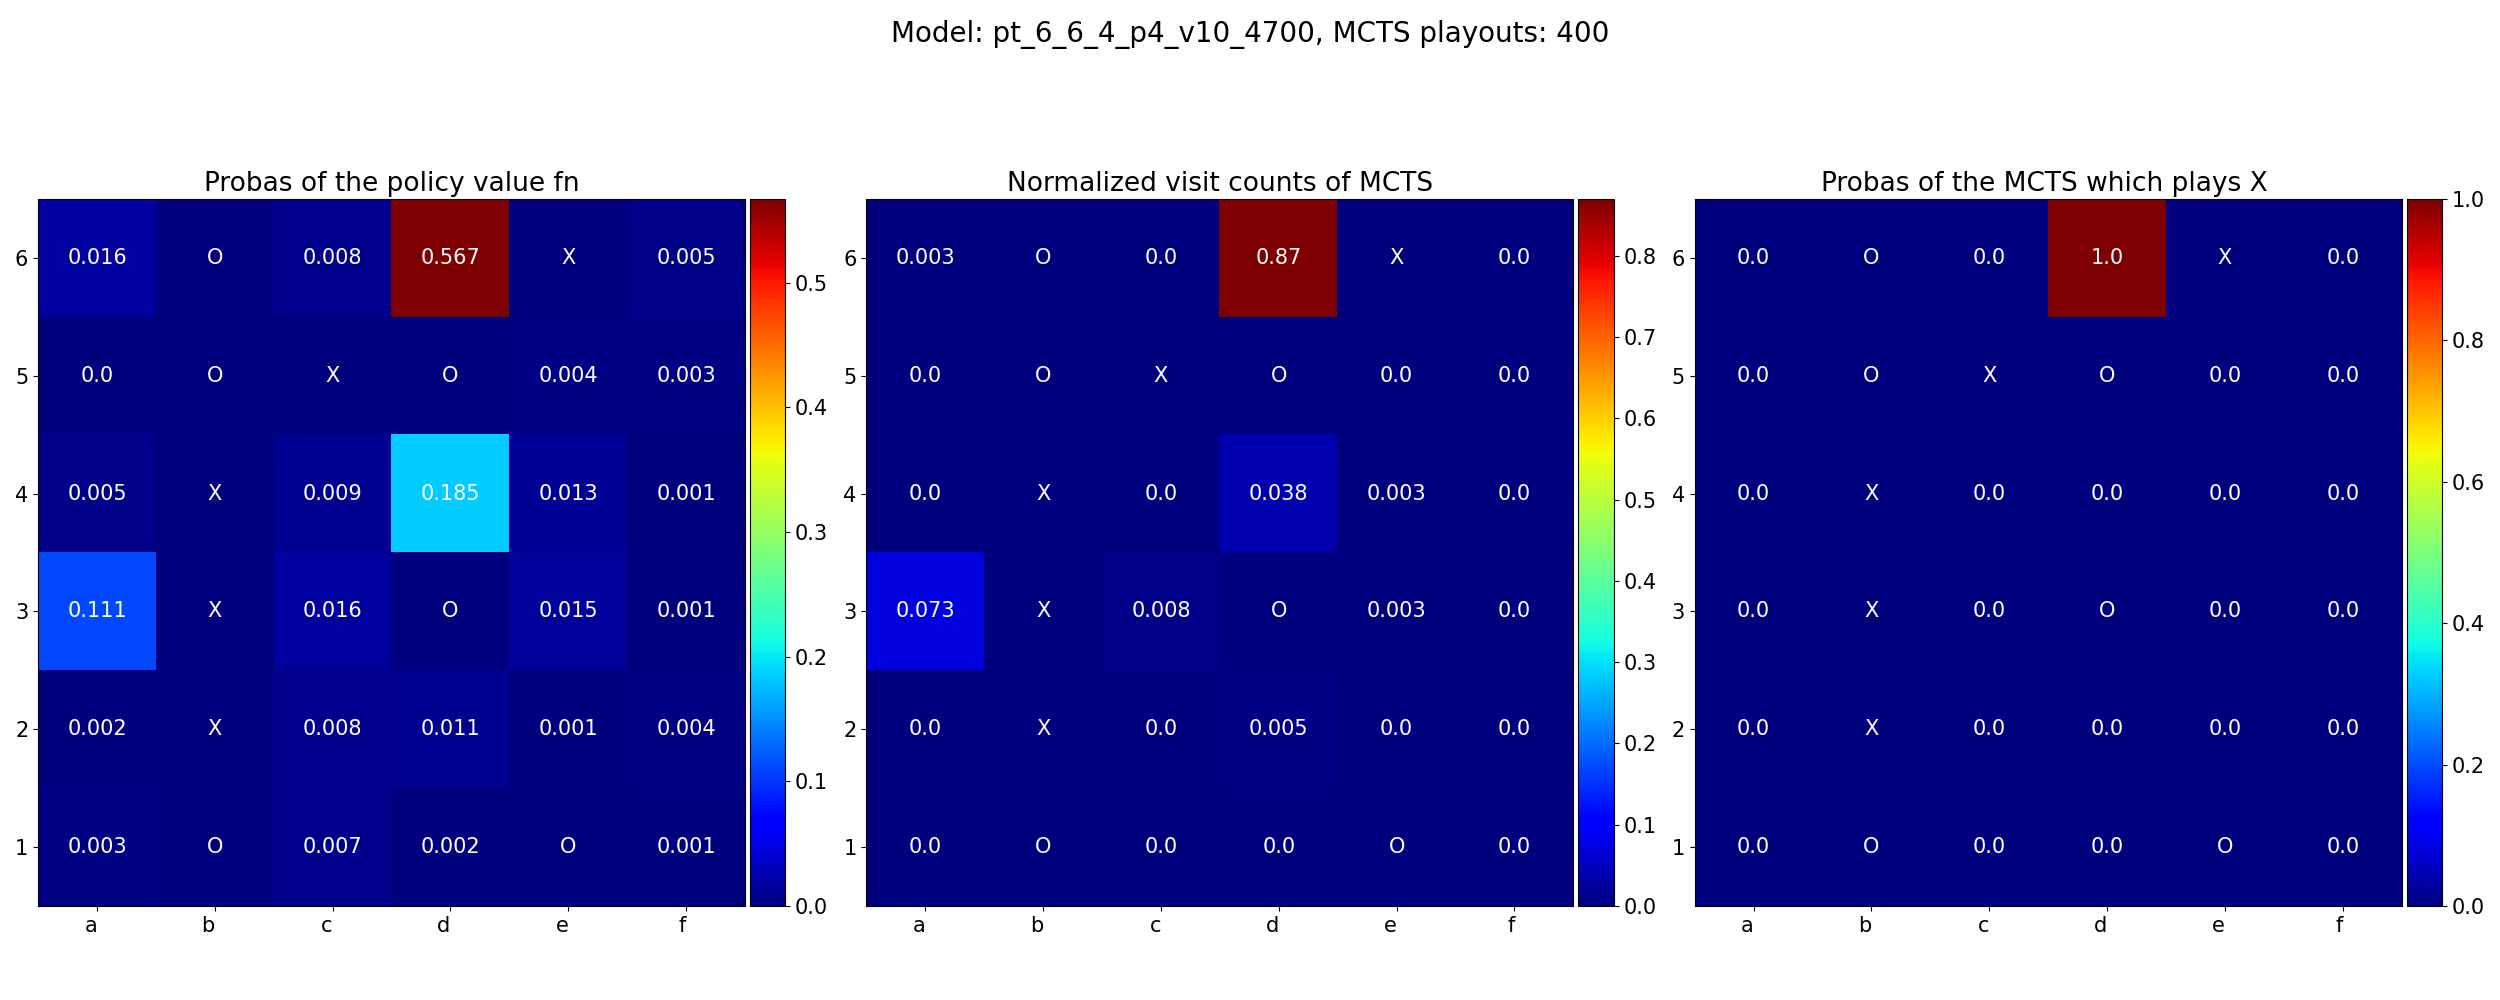 Model: pt_6_6_4_p4_v10_4700, MCTS playouts: 400
Probas of the policy value fn
6 0.016 O 0.008 0.567 X 0.005
5 0.0 O X O 0.004 0.003
4 0.005 X 0.009 0.185 0.013 0.001
3 0.111 X 0.016 O 0.015 0.001
2 0.002 X 0.008 0.011 0.001 0.004
1 0.003 O 0.007 0.002 O 0.001
a b c d e f
0.5
0.4
0.3
0.2
0.1
0.0
Normalized visit counts of MCTS
6 0.003 O 0.0 0.87 X 0.0
5 0.0 O X O 0.0 0.0
4 0.0 X 0.0 0.038 0.003 0.0
3 0.073 X 0.008 O 0.003 0.0
2 0.0 X 0.0 0.005 0.0 0.0
1 0.0 O 0.0 0.0 O 0.0
a b c d e f
0.8
0.7
0.6
0.5
0.4
0.3
0.2
0.1
0.0
Probas of the MCTS which plays X
6 0.0 O 0.0 1.0 X 0.0
5 0.0 O X O 0.0 0.0
4 0.0 X 0.0 0.0 0.0 0.0
3 0.0 X 0.0 O 0.0 0.0
2 0.0 X 0.0 0.0 0.0 0.0
1 0.0 O 0.0 0.0 O 0.0
a b c d e f
1.0
0.8
0.6
0.4
0.2
0.0